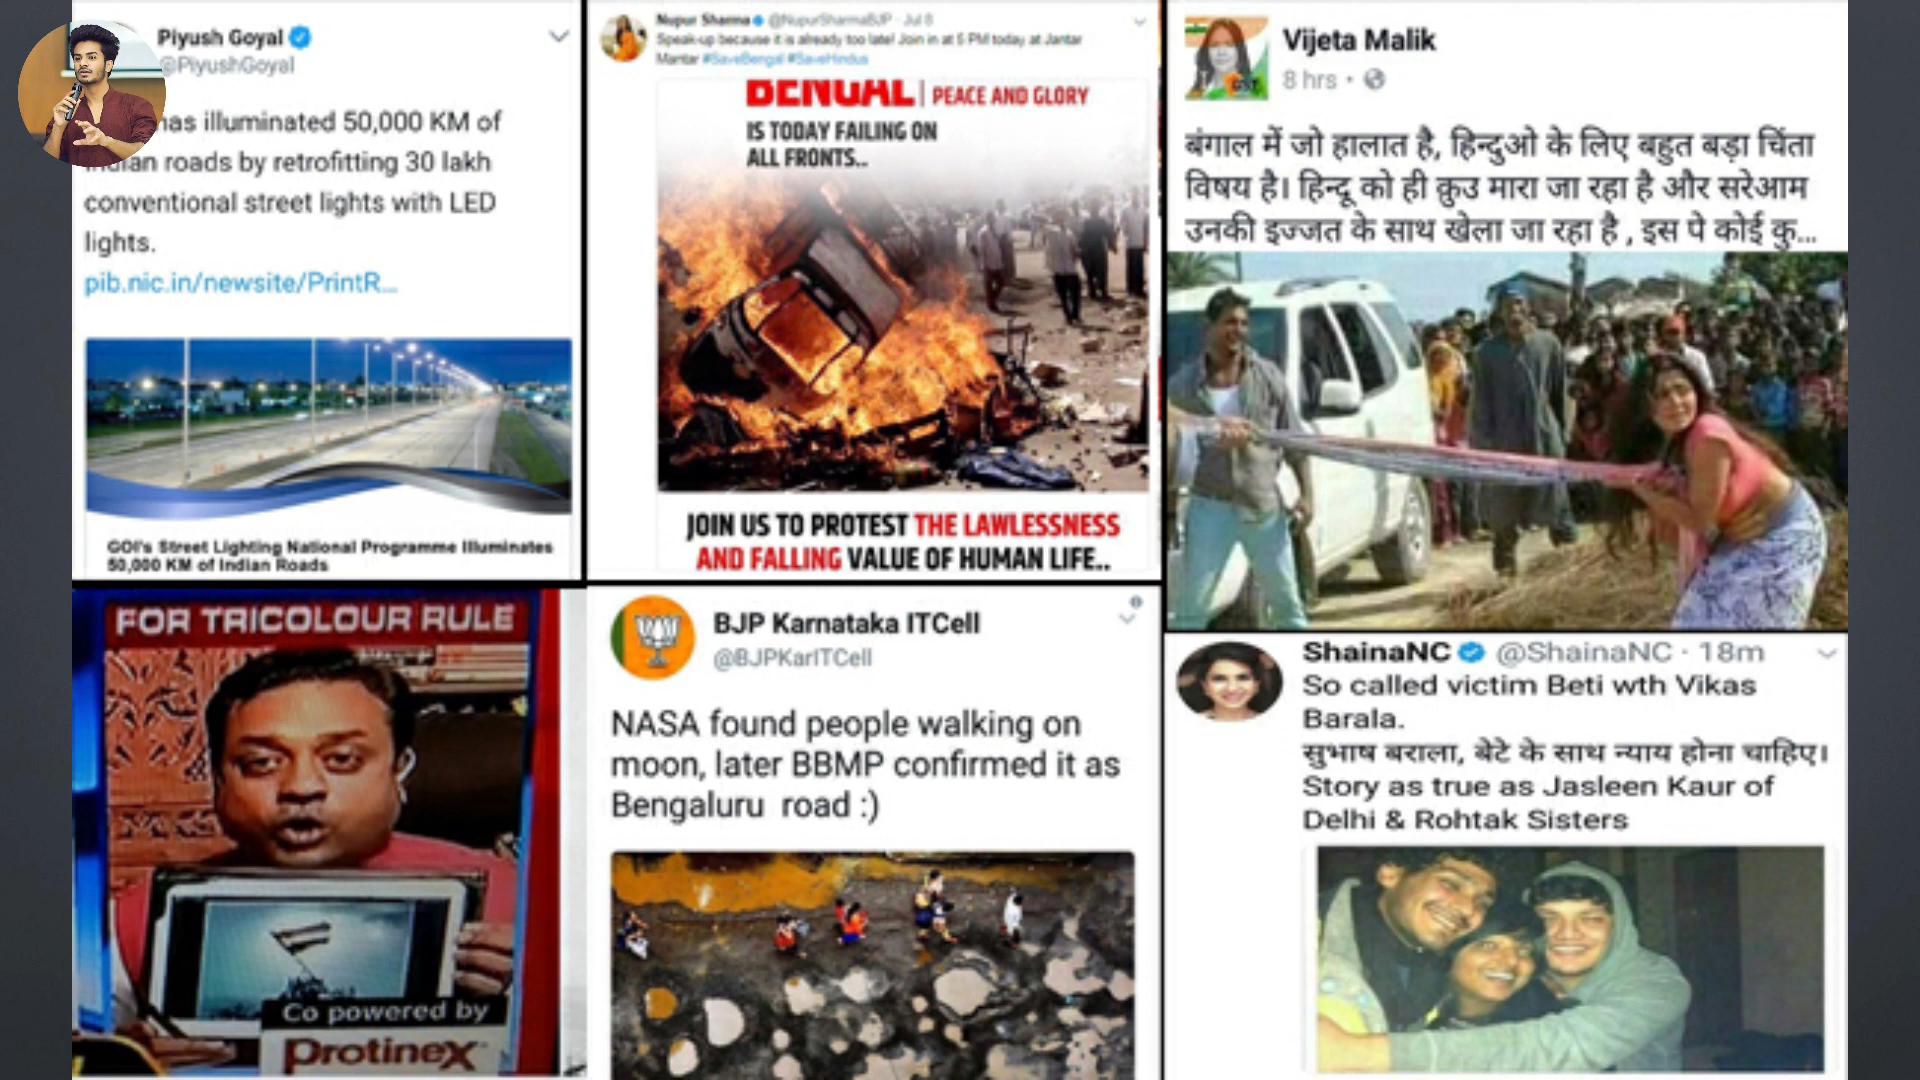 Piyush Goyal
@PiyushGoyal
has illuminated 50,000 KM of
Indian roads by retrofitting 30 lakh
conventional street lights with LED
lights.
pib.nic.in/newsite/PrintR...
GOI's Street Lighting National Programme Illuminates
50,000 KM of Indian Roads
Nupur Sharma @NupurSharmaBJP · Jul 8
Speak-up because it is already too late! Join in at 5 PM today at Jantar
Mantar #SaveBengal #SaveHindus
BENGAL | PEACE AND GLORY
IS TODAY FAILING ON
ALL FRONTS..
JOIN US TO PROTEST THE LAWLESSNESS
AND FALLING VALUE OF HUMAN LIFE..
Vijeta Malik
8 hrs ·
बंगाल में जो हालात है, हिन्दुओ के लिए बहुत बड़ा चिंता
विषय है। हिन्दू को ही क़ुउ मारा जा रहा है और सरेआम
उनकी इज्जत के साथ खेला जा रहा है , इस पे कोई कु...
FOR TRICOLOUR RULE
Co powered by
Protinex
BJP Karnataka ITCell
@BJPKarITCell
NASA found people walking on
moon, later BBMP confirmed it as
Bengaluru road :)
ShainaNC @ShainaNC · 18m
So called victim Beti wth Vikas
Barala.
सुभाष बराला, बेटे के साथ न्याय होना चाहिए।
Story as true as Jasleen Kaur of
Delhi & Rohtak Sisters